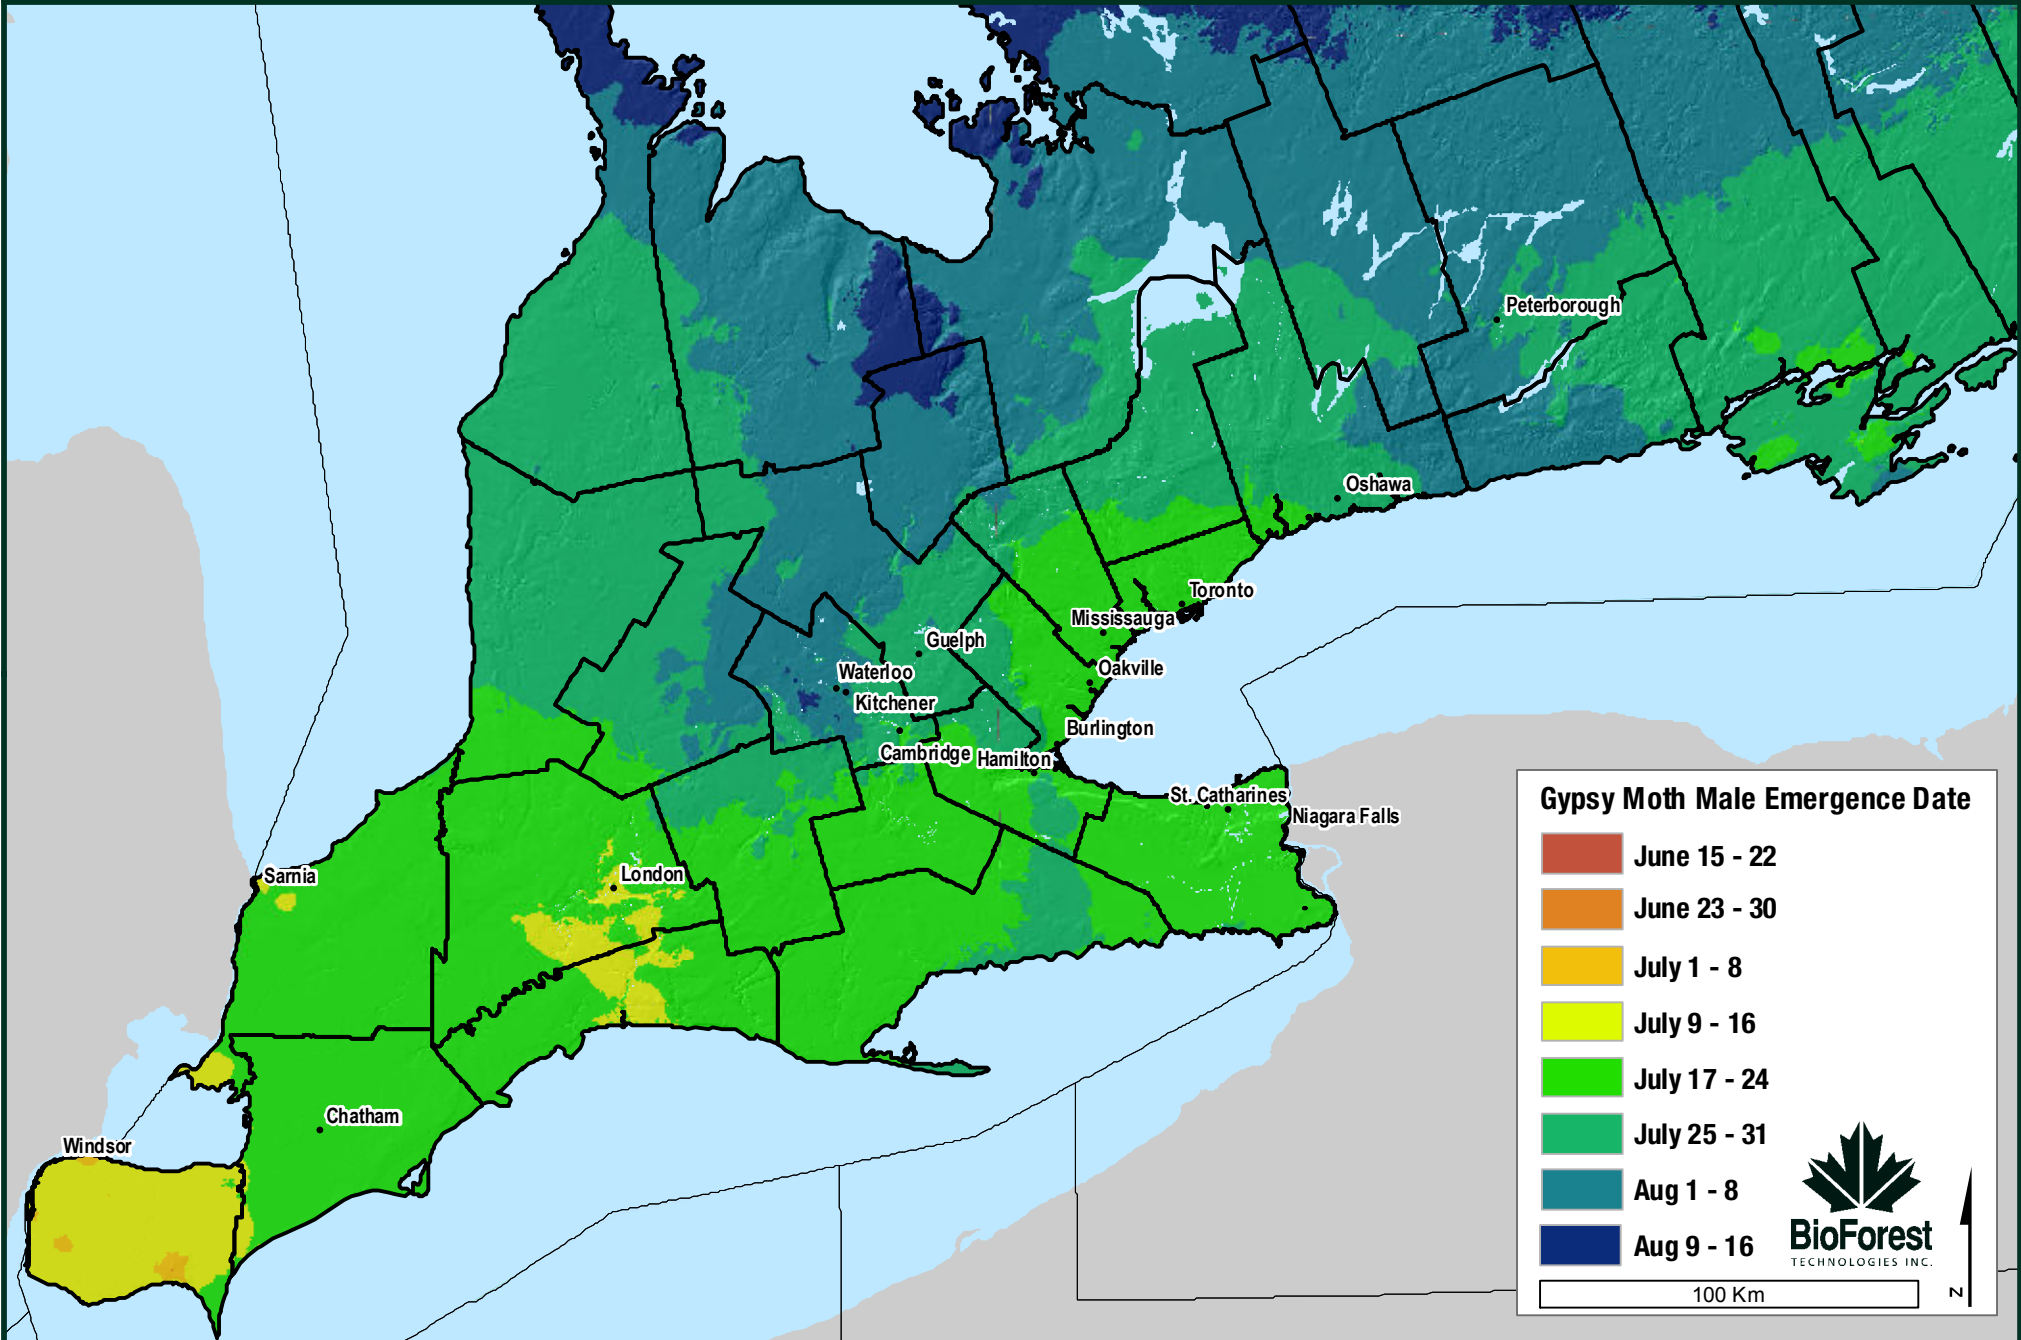 Peterborough
Oshawa
Toronto
Mississauga
Guelph
Oakville
Waterloo
Kitchener
Burlington
Cambridge
Hamilton
St. Catharines
Niagara Falls
Sarnia
London
Chatham
Windsor
Gypsy Moth Male Emergence Date
June 15 - 22
June 23 - 30
July 1 - 8
July 9 - 16
July 17 - 24
July 25 - 31
Aug 1 - 8
Aug 9 - 16
BioForest
TECHNOLOGIES INC.
N
100 Km